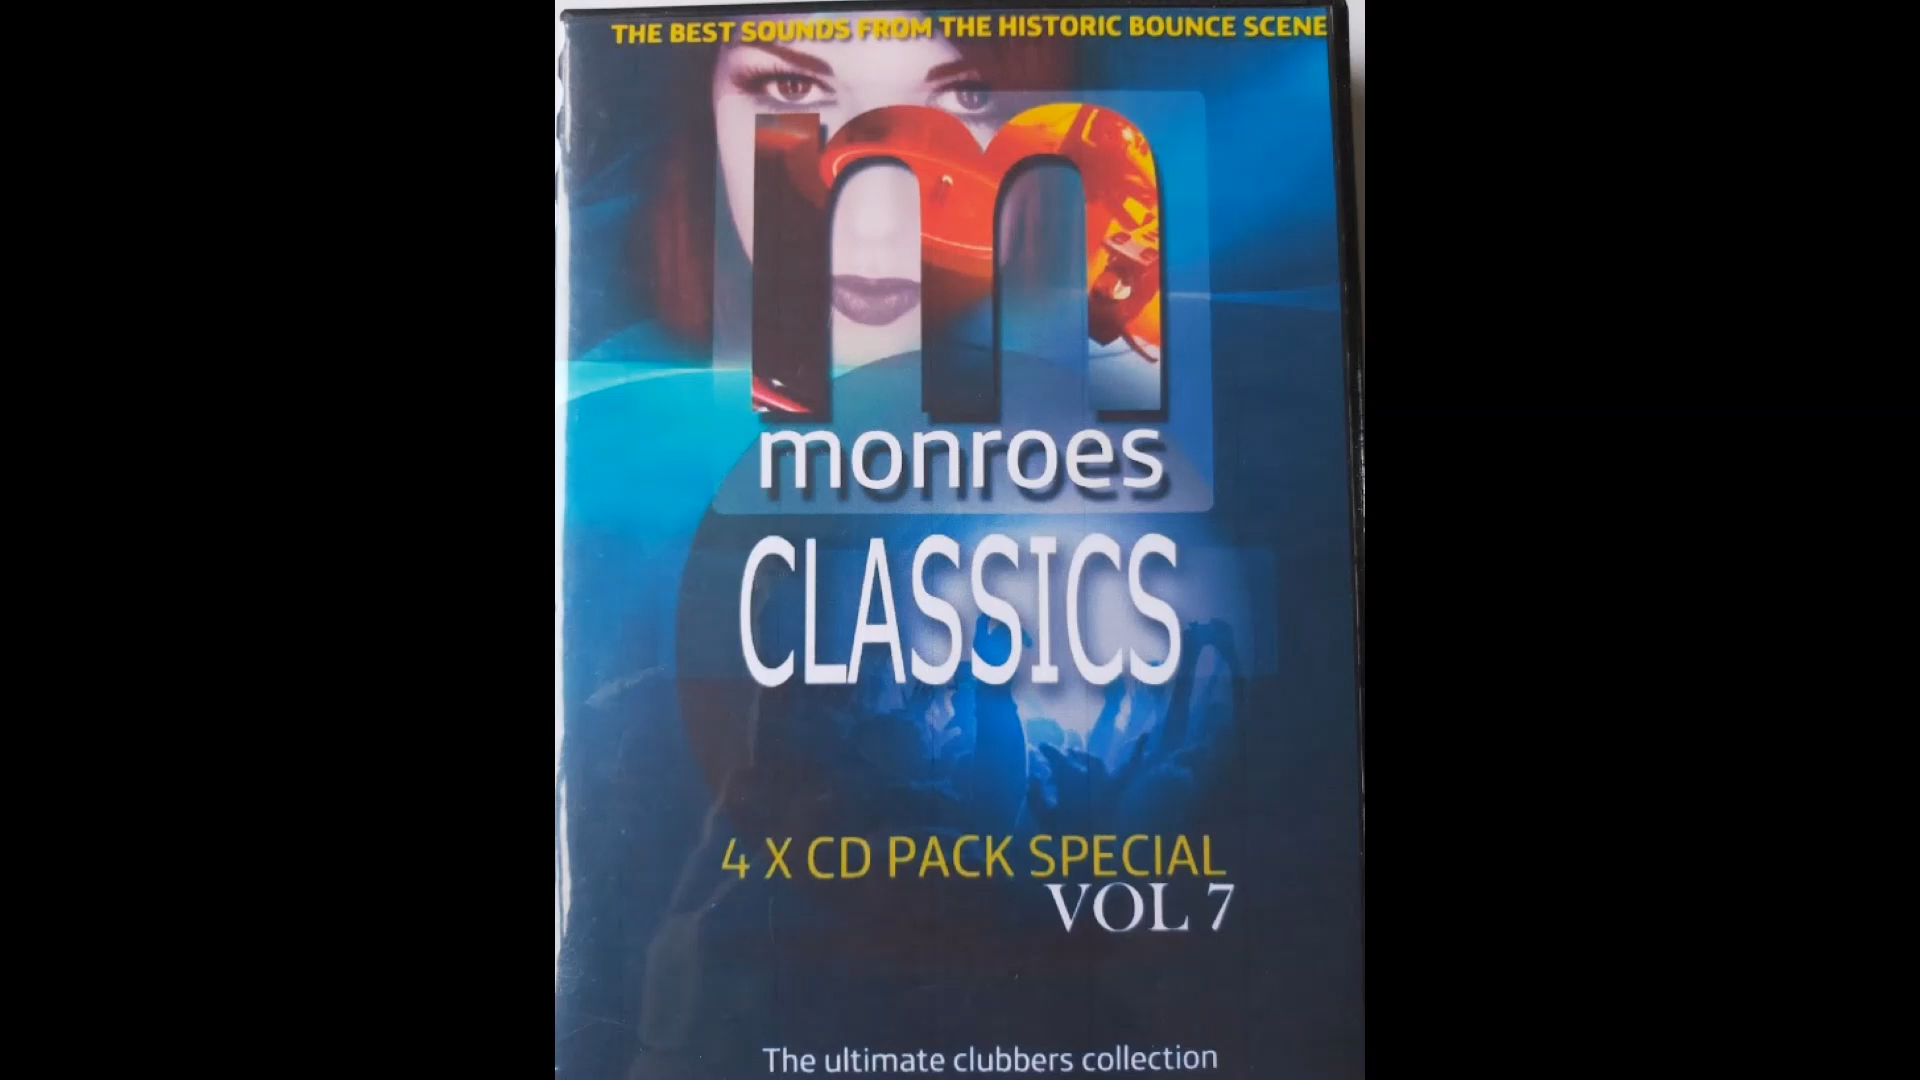 THE BEST SOUNDS FROM THE HISTORIC BOUNCE SCENE
m
monroes
CLASSICS
4 X CD PACK SPECIAL
VOL 7
The ultimate clubbers collection